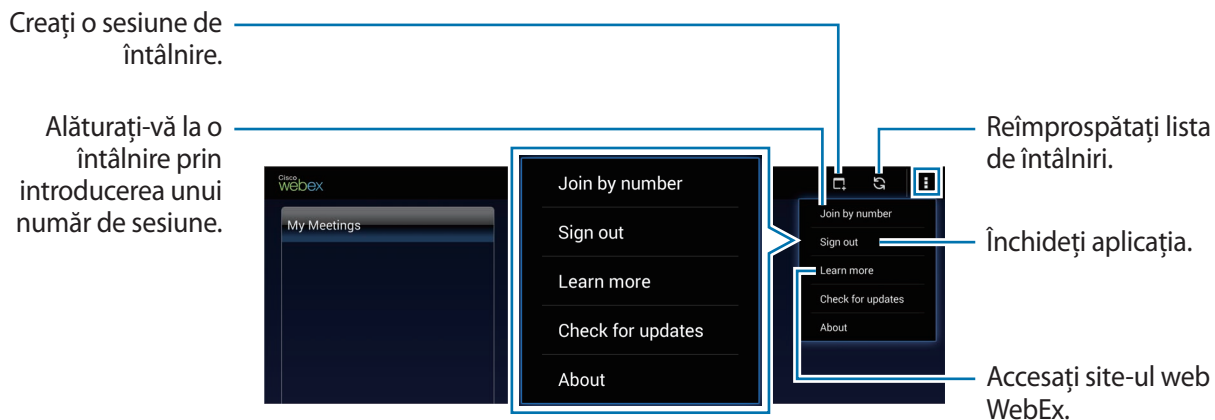 Creați o sesiune de
întâlnire.
Alăturați-vă la o
întâlnire prin
introducerea unui
număr de sesiune.
Cisco
webex
My Meetings
Join by number
Sign out
Learn more
Check for updates
About
Join by number
Sign out
Learn more
Check for updates
About
Reîmprospătați lista
de întâlniri.
Închideți aplicația.
Accesați site-ul web
WebEx.